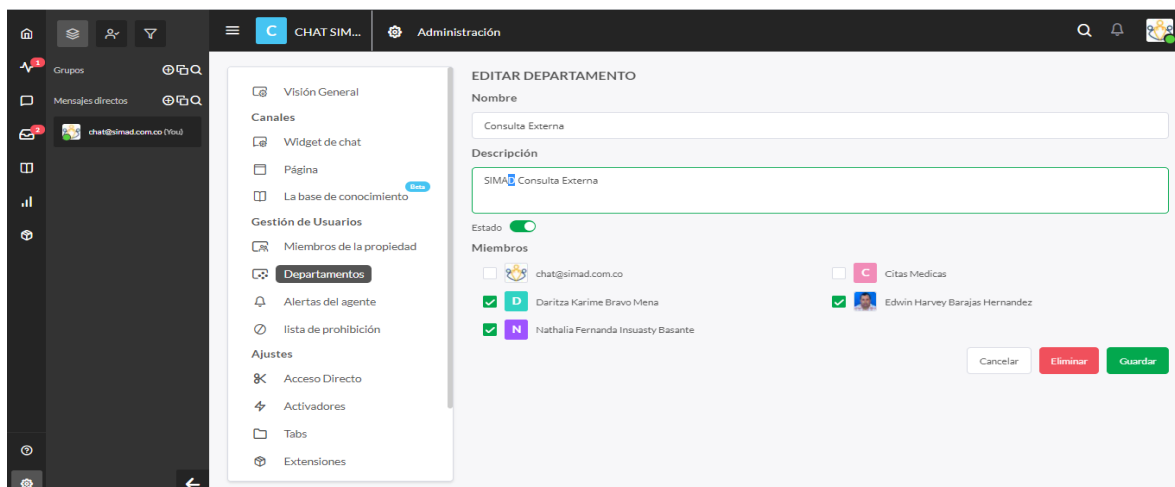 C CHAT SIM... Administración
1
Grupos
Mensajes directos
chat@simad.com.co (You)
2
Visión General
Canales
Widget de chat
Página
La base de conocimiento Beta
Gestión de Usuarios
Miembros de la propiedad
Departamentos
Alertas del agente
lista de prohibición
Ajustes
Acceso Directo
Activadores
Tabs
Extensiones
EDITAR DEPARTAMENTO
Nombre
Consulta Externa
Descripción
SIMAD Consulta Externa
Estado
Miembros
chat@simad.com.co
C Citas Medicas
D Daritza Karime Bravo Mena
Edwin Harvey Barajas Hernandez
N Nathalia Fernanda Insuasty Basante
Cancelar Eliminar Guardar